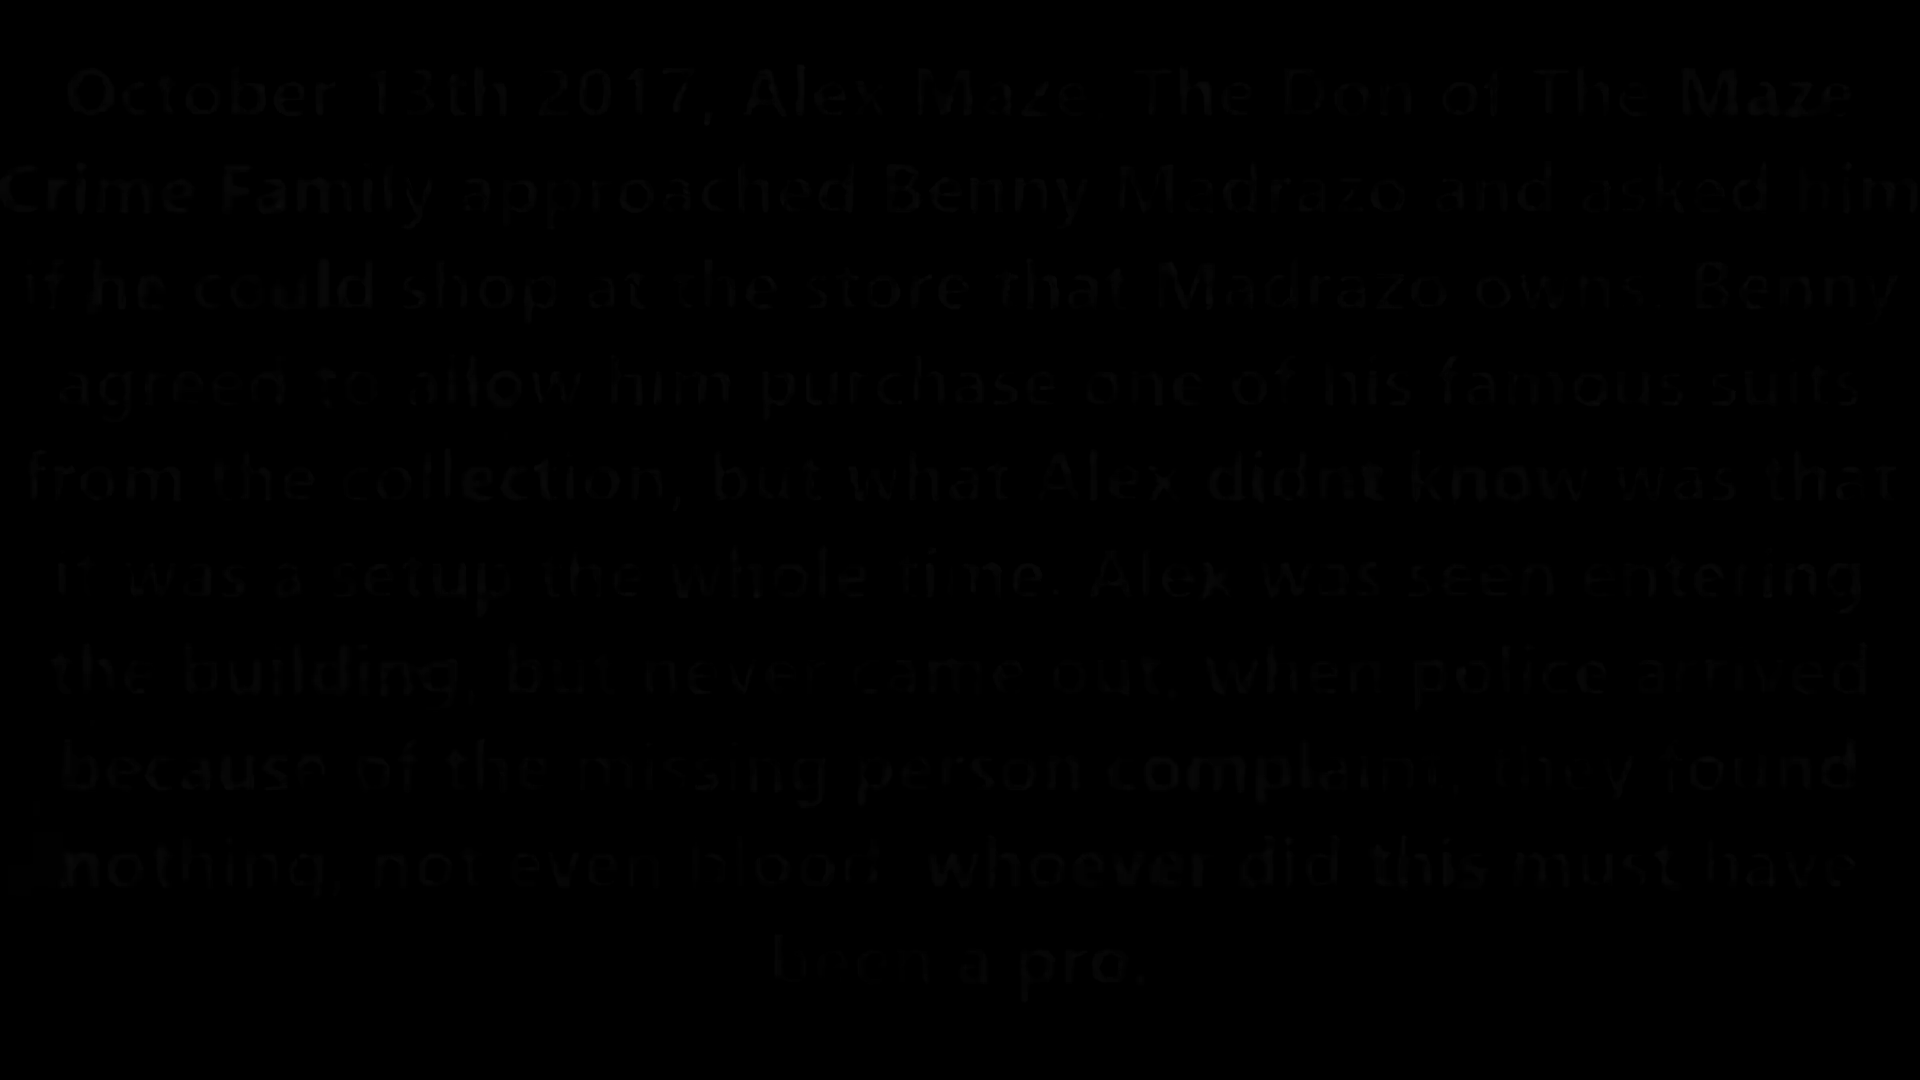 October 13th 2017, Alex Maze. The Don of The Maze
Crime Family approached Benny Madrazo and asked him
if he could shop at the store that Madrazo owns. Benny
agreed to allow him purchase one of his famous suits
from the collection, but what Alex didnt know was that
it was a setup the whole time. Alex was seen entering
the building, but never came out, when police arrived
because of the missing person complaint, they found
nothing, not even blood, whoever did this must have
been a pro.